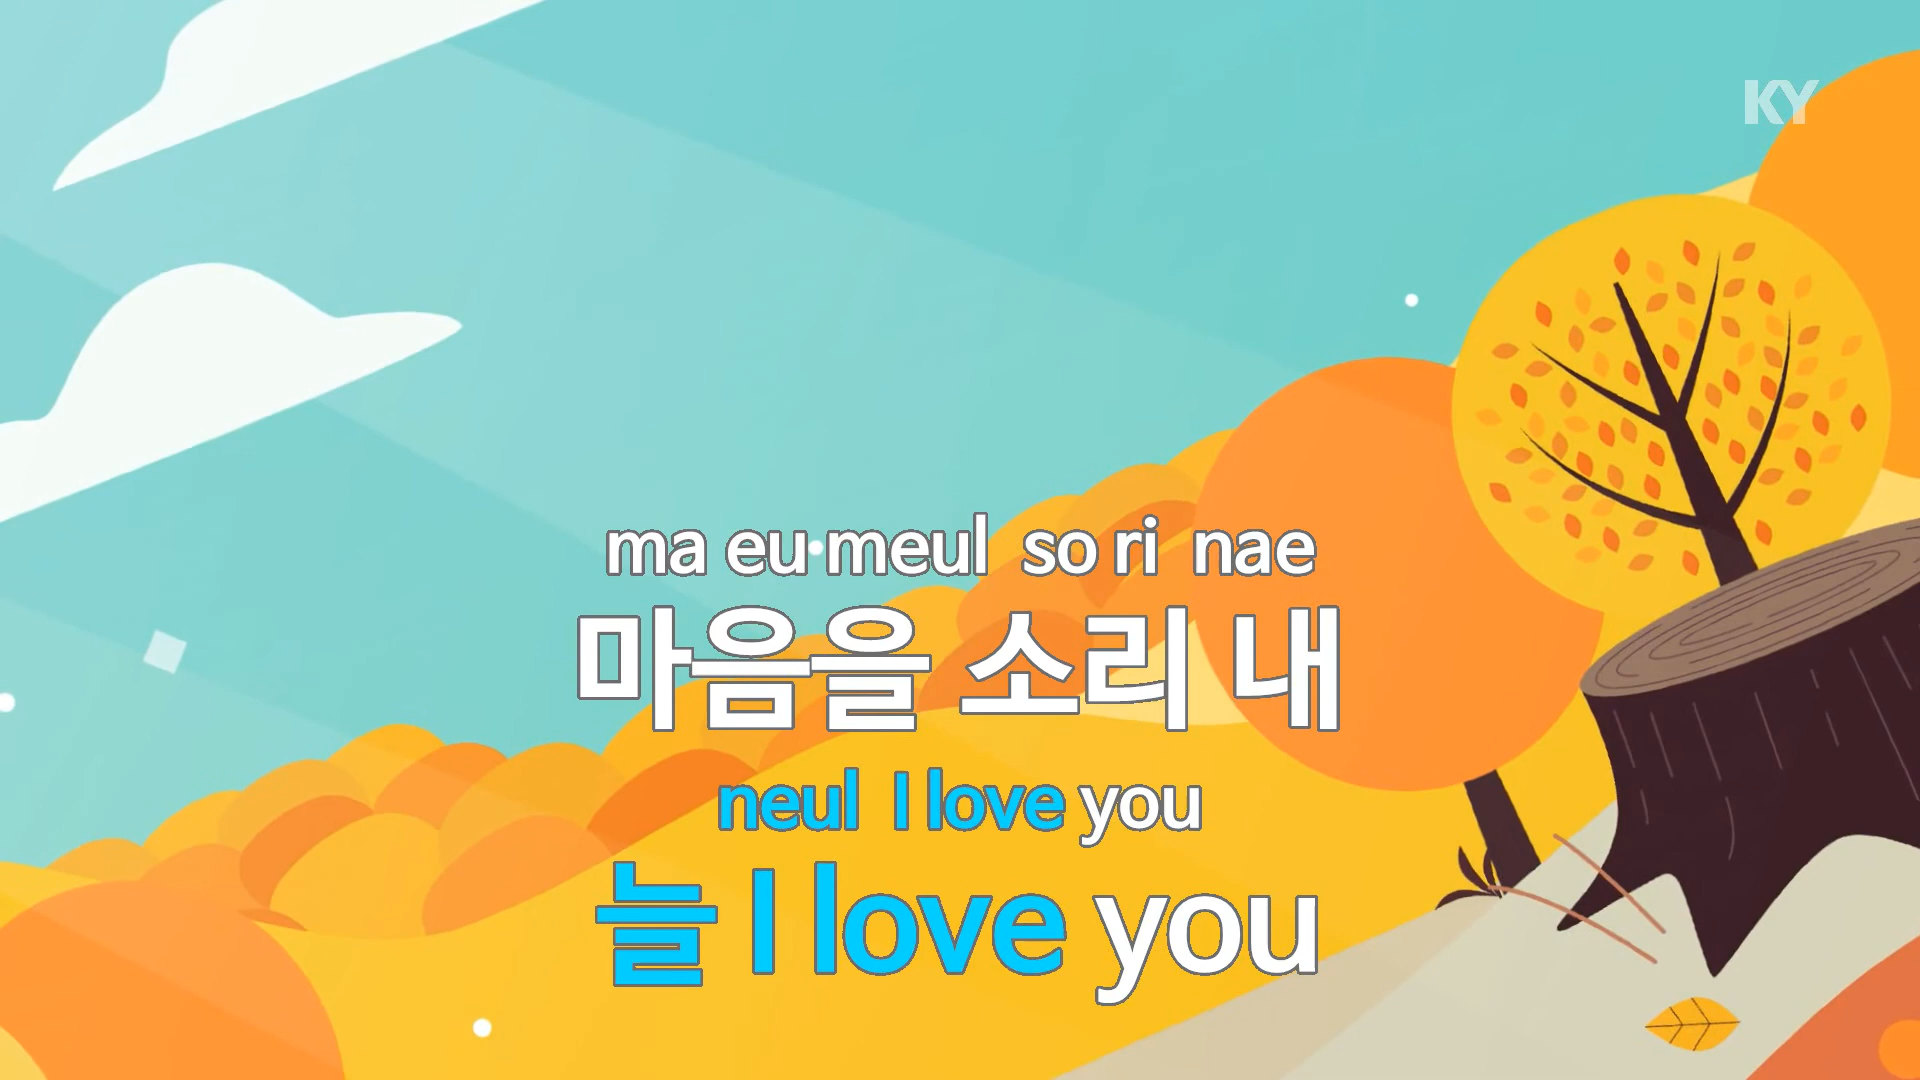 KY
ma eu meul so ri nae
마음을 소리 내
neul I love you
늘 I love you